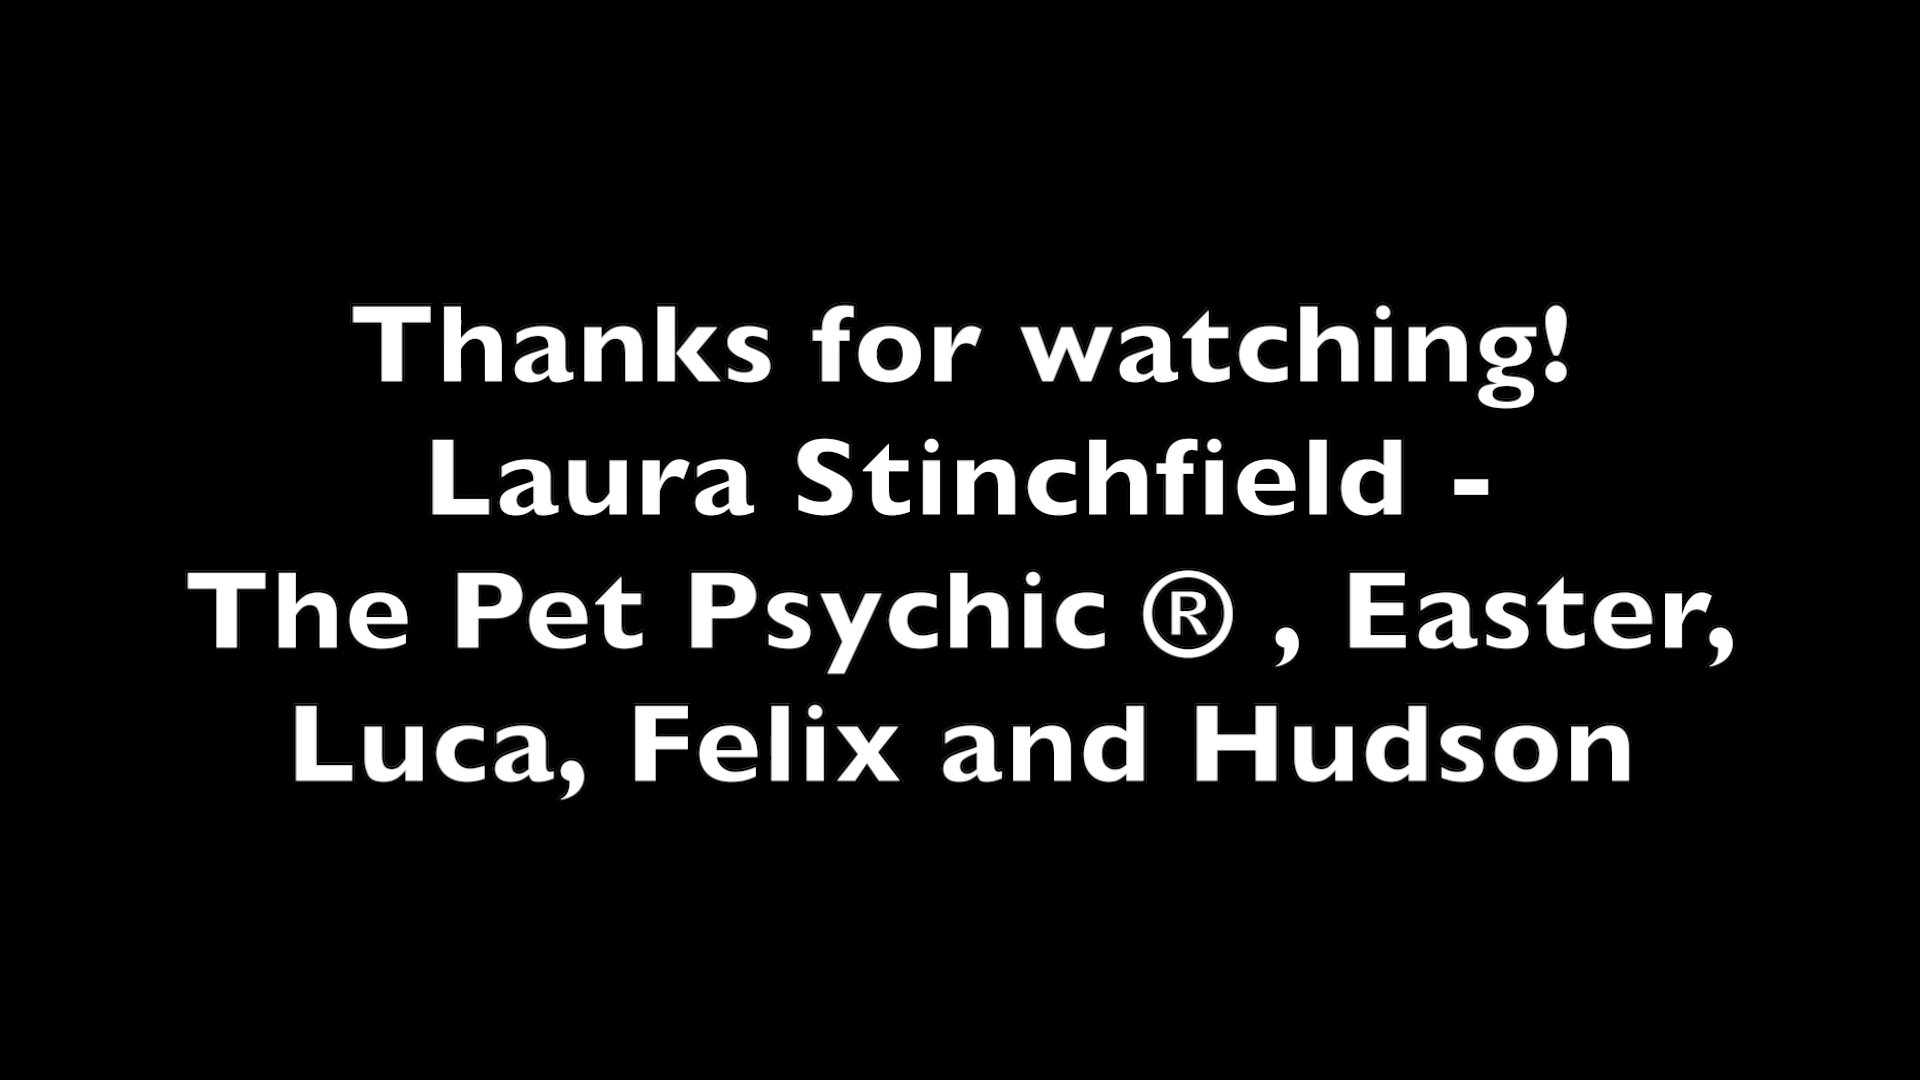 Thanks for watching!
Laura Stinchfield -
The Pet Psychic ® , Easter,
Luca, Felix and Hudson